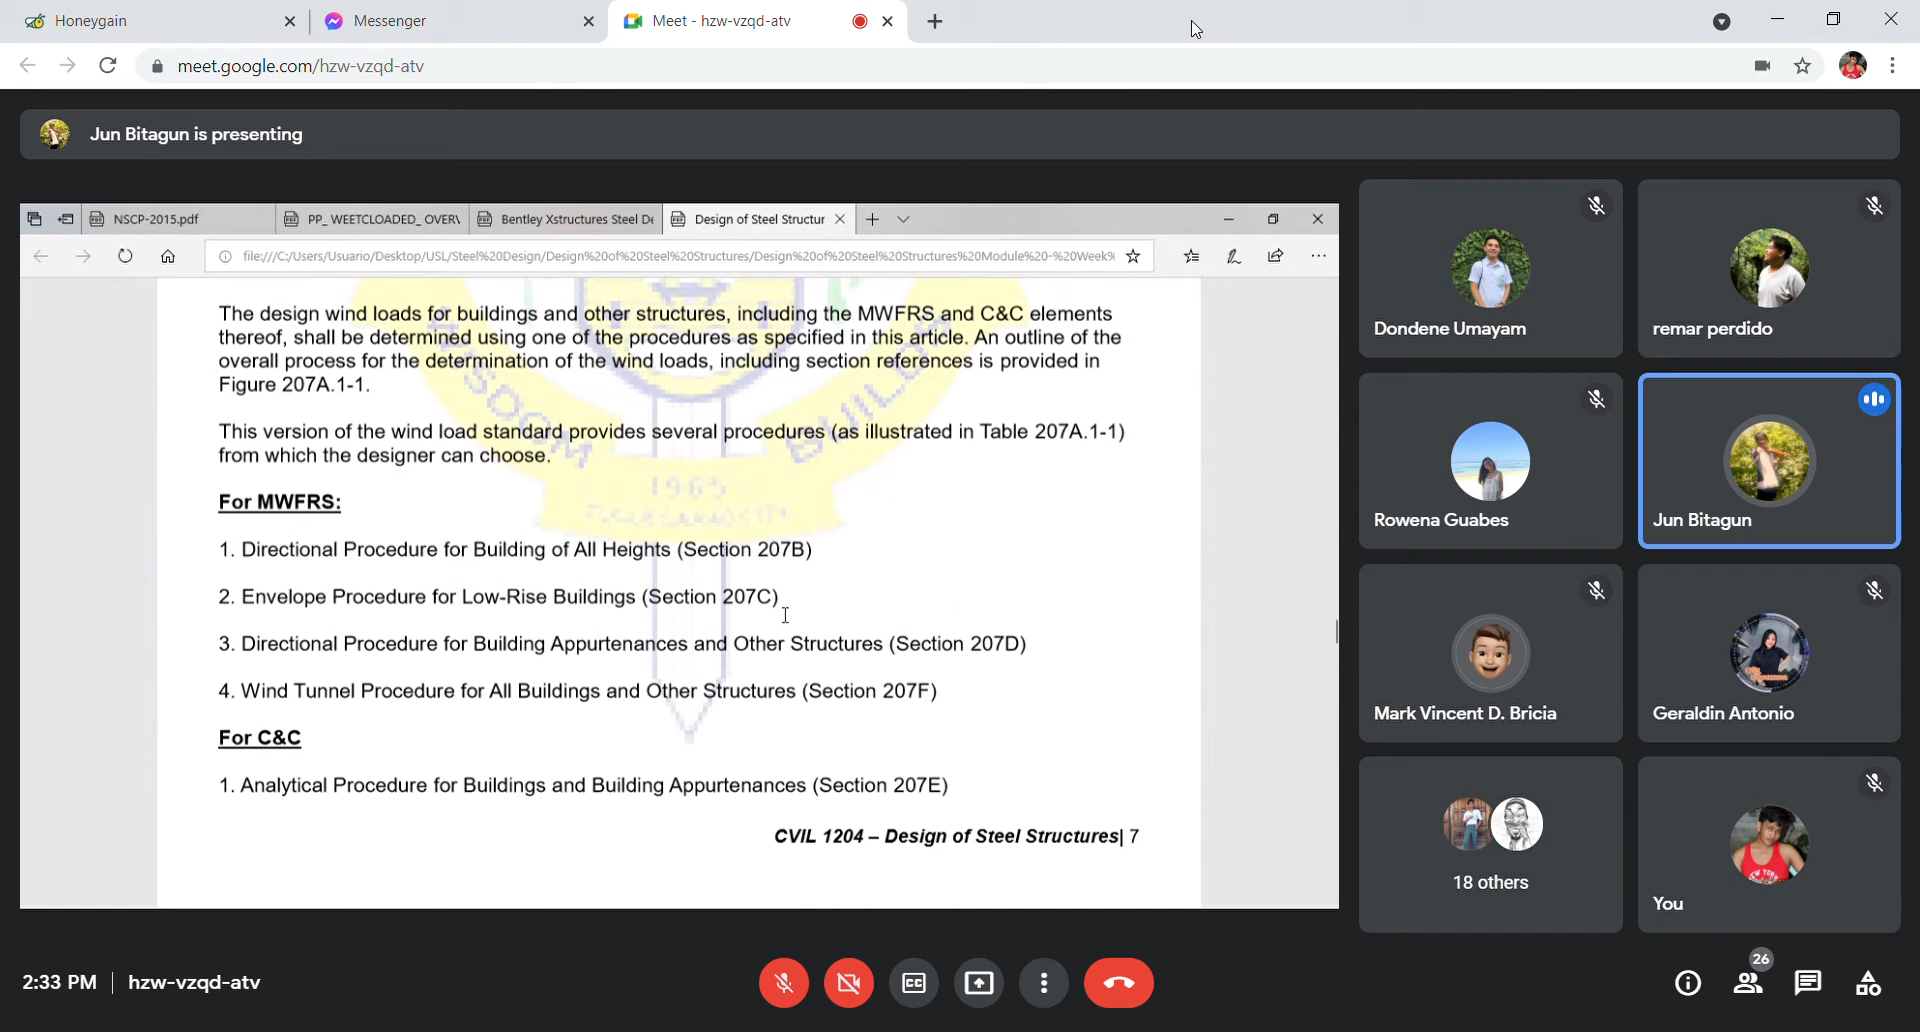 Honeygain
Messenger
Meet - hzw-vzqd-atv
meet.google.com/hzw-vzqd-atv
Jun Bitagun is presenting
NSCP-2015.pdf
PP_ WEETCLOADED_ OVER\
Bentley Xstructures Steel De
Design of Steel Structur
file:///C:/Users/Usuario/Desktop/USL/Steel%20Design/Design%20of%20Steel%20Structures/Design%20of%20Steel%20Structures%20Module%20-%20Week%
The design wind loads for buildings and other structures, including the MWFRS and C&C elements
thereof, shall be determined using one of the procedures as specified in this article. An outline of the
overall process for the determination of the wind loads, including section references is provided in
Figure 207A.1-1.
This version of the wind load standard provides several procedures (as illustrated in Table 207A.1-1)
from which the designer can choose.
WISDOM
BUILDS
1965
For MWFRS:
1. Directional Procedure for Building of All Heights (Section 207B)
2. Envelope Procedure for Low-Rise Buildings (Section 207C)
3. Directional Procedure for Building Appurtenances and Other Structures (Section 207D)
4. Wind Tunnel Procedure for All Buildings and Other Structures (Section 207F)
For C&C
1. Analytical Procedure for Buildings and Building Appurtenances (Section 207E)
CVIL 1204 – Design of Steel Structures| 7
Dondene Umayam
remar perdido
Rowena Guabes
Jun Bitagun
Mark Vincent D. Bricia
Geraldin Antonio
18 others
You
2:33 PM | hzw-vzqd-atv
CC
26